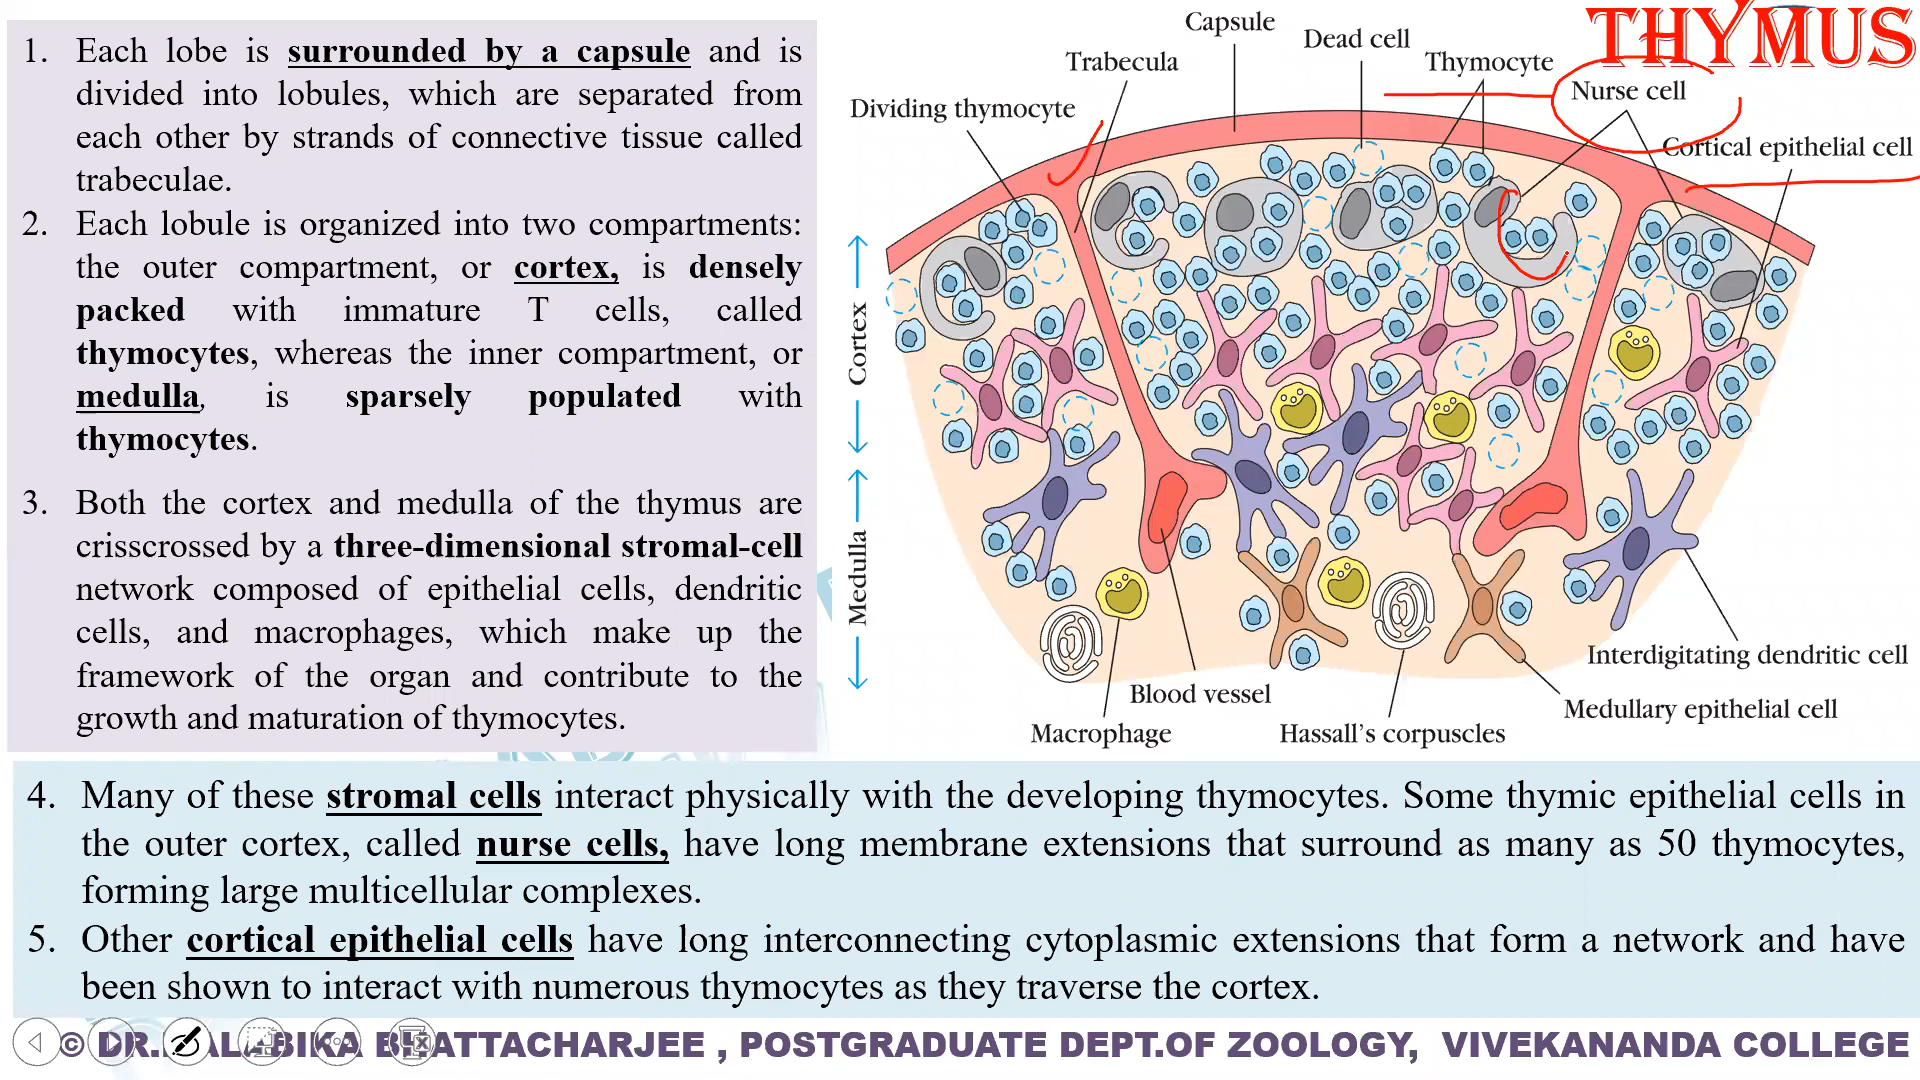 THYMUS
1. Each lobe is surrounded by a capsule and is
divided into lobules, which are separated from
each other by strands of connective tissue called
trabeculae.
2. Each lobule is organized into two compartments:
the outer compartment, or cortex, is densely
packed with immature T cells, called
thymocytes, whereas the inner compartment, or
medulla, is sparsely populated with
thymocytes.
3. Both the cortex and medulla of the thymus are
crisscrossed by a three-dimensional stromal-cell
network composed of epithelial cells, dendritic
cells, and macrophages, which make up the
framework of the organ and contribute to the
growth and maturation of thymocytes.
Capsule
Dead cell
Trabecula
Thymocyte
Nurse cell
Dividing thymocyte
Cortical epithelial cell
Cortex
Medulla
Interdigitating dendritic cell
Blood vessel
Medullary epithelial cell
Macrophage
Hassall's corpuscles
4. Many of these stromal cells interact physically with the developing thymocytes. Some thymic epithelial cells in
the outer cortex, called nurse cells, have long membrane extensions that surround as many as 50 thymocytes,
forming large multicellular complexes.
5. Other cortical epithelial cells have long interconnecting cytoplasmic extensions that form a network and have
been shown to interact with numerous thymocytes as they traverse the cortex.
© DR. BHATTACHARJEE , POSTGRADUATE DEPT.OF ZOOLOGY, VIVEKANANDA COLLEGE